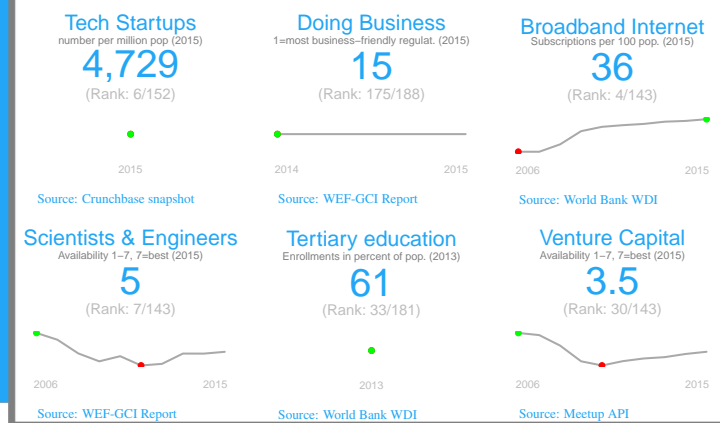 Tech Startups
number per million pop (2015)
4,729
(Rank: 6/152)
2015
Source: Crunchbase snapshot
Doing Business
1=most business−friendly regulat. (2015)
15
(Rank: 175/188)
2014 2015
Source: WEF-GCI Report
Broadband Internet
Subscriptions per 100 pop. (2015)
36
(Rank: 4/143)
2006 2015
Source: World Bank WDI
Scientists & Engineers
Availability 1−7, 7=best (2015)
5
(Rank: 7/143)
2006 2015
Source: WEF-GCI Report
Tertiary education
Enrollments in percent of pop. (2013)
61
(Rank: 33/181)
2013
Source: World Bank WDI
Venture Capital
Availability 1−7, 7=best (2015)
3.5
(Rank: 30/143)
2006 2015
Source: Meetup API